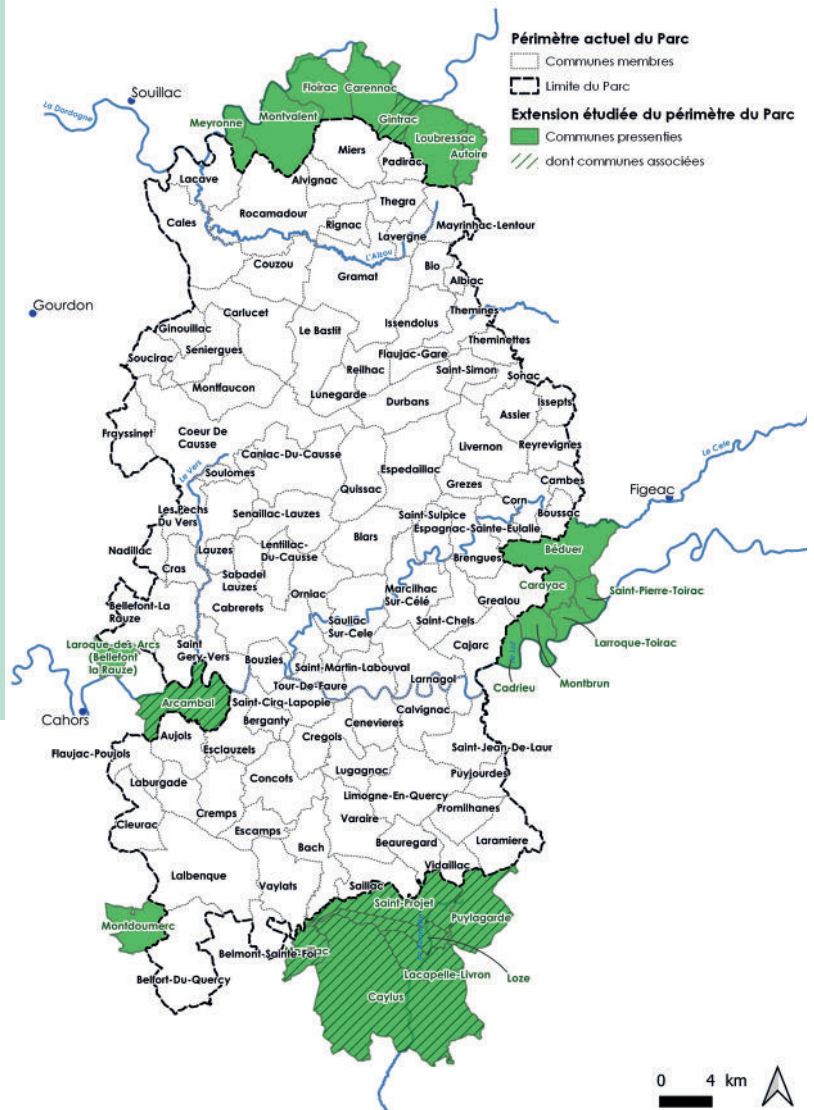 Périmètre actuel du Parc
Communes membres
Limite du Parc
Extension étudiée du périmètre du Parc
Communes pressenties
dont communes associées
Souillac
La Dordogne
Floirac
Carennac
Meyronne
Montvalent
Gintrac
Loubressac
Autoire
Miers
Padirac
Lacave
Alvignac
Thegra
Rocamadour
Cales
Rignac
Mayrinhac-Lentour
Lavergne
L'Alzou
Couzou
Gramat
Bio
Albiac
Gourdon
Carlucet
Themines
Ginouillac
Le Bastit
Issendolus
Theminettes
Soucirac
Seniergues
Flaujac-Gare
Reilhac
Saint-Simon
Sonac
Montfaucon
Lunegarde
Durbans
Issepts
Assier
Frayssinet
Coeur De
Causse
Livernon
Reyrevignes
Le Cele
Caniac-Du-Causse
Le Vers
Soulomes
Espedaillac
Quissac
Grezes
Cambes
Figeac
Corn
Les Pechs
Du Vers
Senaillac-Lauzes
Saint-Sulpice
Boussac
Espagnac-Sainte-Eulalie
Blars
Nadillac
Lauzes
Lentillac-
Du-Causse
Béduer
Brengues
Cras
Sabadel
Lauzes
Carayac
Marcilhac
Sur-Célé
Saint-Pierre-Toirac
Orniac
Grealou
Bellefont-La
Rauze
Cabrerets
Sauliac
Sur-Cele
Saint-Chels
Laroque-des-Arcs
(Bellefont
la Rauze)
Saint
Gery-Vers
Bouzies
Cajarc
Larroque-Toirac
Saint-Martin-Labouval
Larnagol
Montbrun
Tour-De-Faure
Cadrieu
Arcambal
Saint-Cirq-Lapopie
Calvignac
Cahors
Berganty
Cenevieres
Cregols
Aujols
Flaujac-Poujols
Esclauzels
Saint-Jean-De-Laur
Lugagnac
Concots
Puyjourdes
Laburgade
Limogne-En-Quercy
Promilhanes
Cremps
Varaire
Cieurac
Escamps
Beauregard
Laramiere
Bach
Vidaillac
Lalbenque
Vaylats
Saillac
Saint-Projet
Puylagarde
Montdoumerc
Belmont-Sainte-Foi
Loze
Lacapelle-Livron
Belfort-Du-Quercy
Caylus
0 4 km